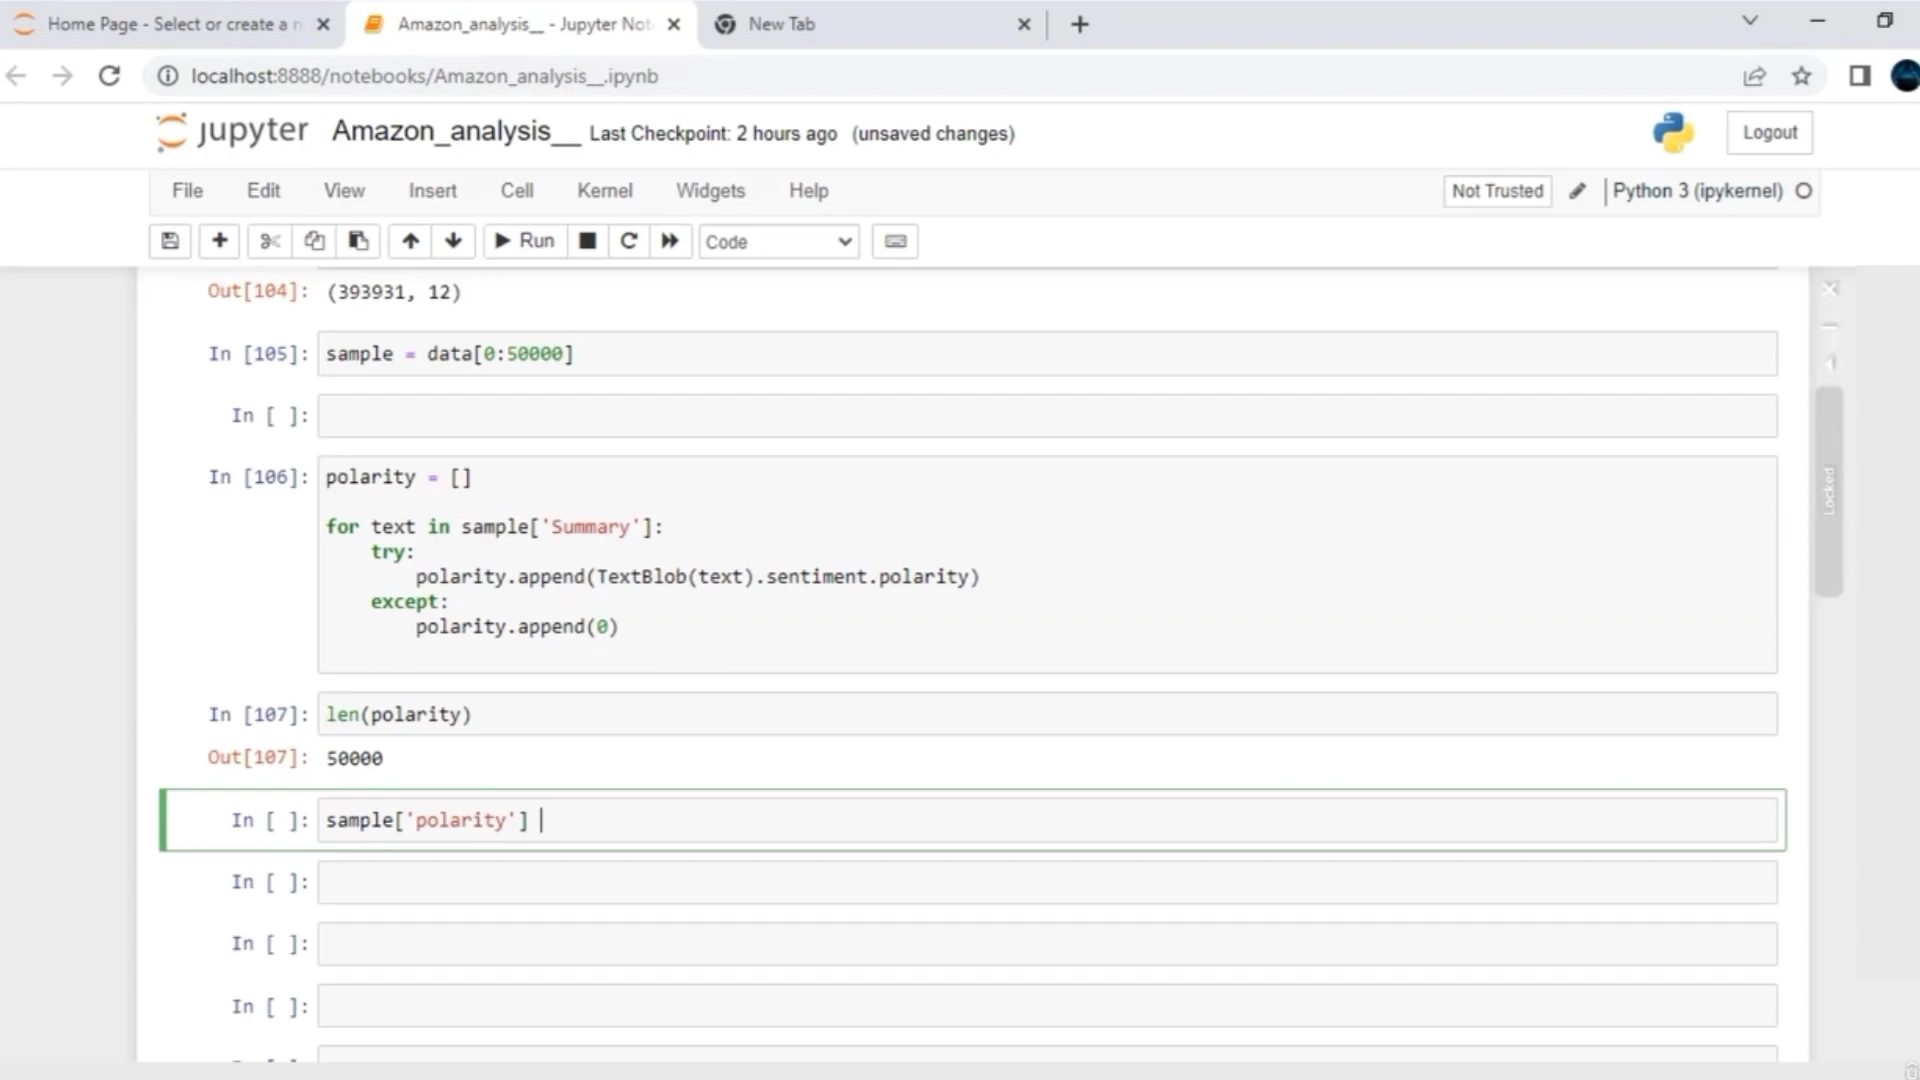 Home Page - Select or create a n
Amazon_analysis__ - Jupyter Not
New Tab
localhost:8888/notebooks/Amazon_analysis__.ipynb
jupyter Amazon_analysis__ Last Checkpoint: 2 hours ago (unsaved changes)
Logout
File Edit View Insert Cell Kernel Widgets Help
Not Trusted
Python 3 (ipykernel)
Run
Code
Out[104]: (393931, 12)
In [105]: sample = data[0:50000]
In [ ]:
In [106]: polarity = []
for text in sample['Summary']:
    try:
        polarity.append(TextBlob(text).sentiment.polarity)
    except:
        polarity.append(0)
In [107]: len(polarity)
Out[107]: 50000
In [ ]: sample['polarity']
In [ ]:
In [ ]:
In [ ]:
Locked